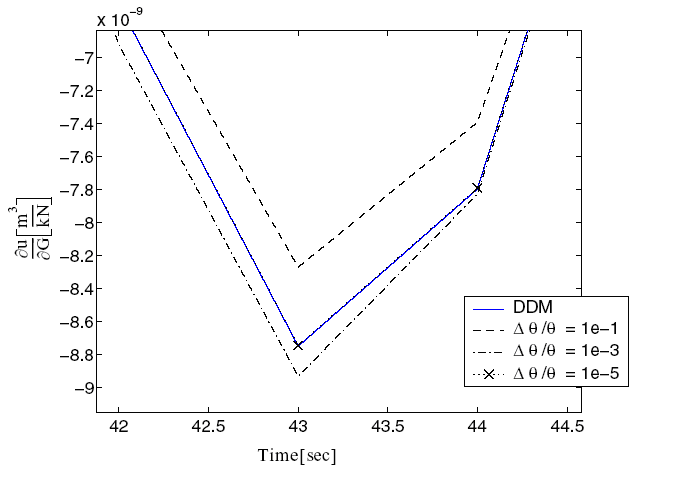 x 10⁻⁹
−7
−7.2
−7.4
−7.6
−7.8
−8
−8.2
−8.4
−8.6
−8.8
−9
∂u/∂G [m³/kN]
42
42.5
43
43.5
44
44.5
Time[sec]
DDM
Δ θ /θ = 1e−1
Δ θ /θ = 1e−3
Δ θ /θ = 1e−5